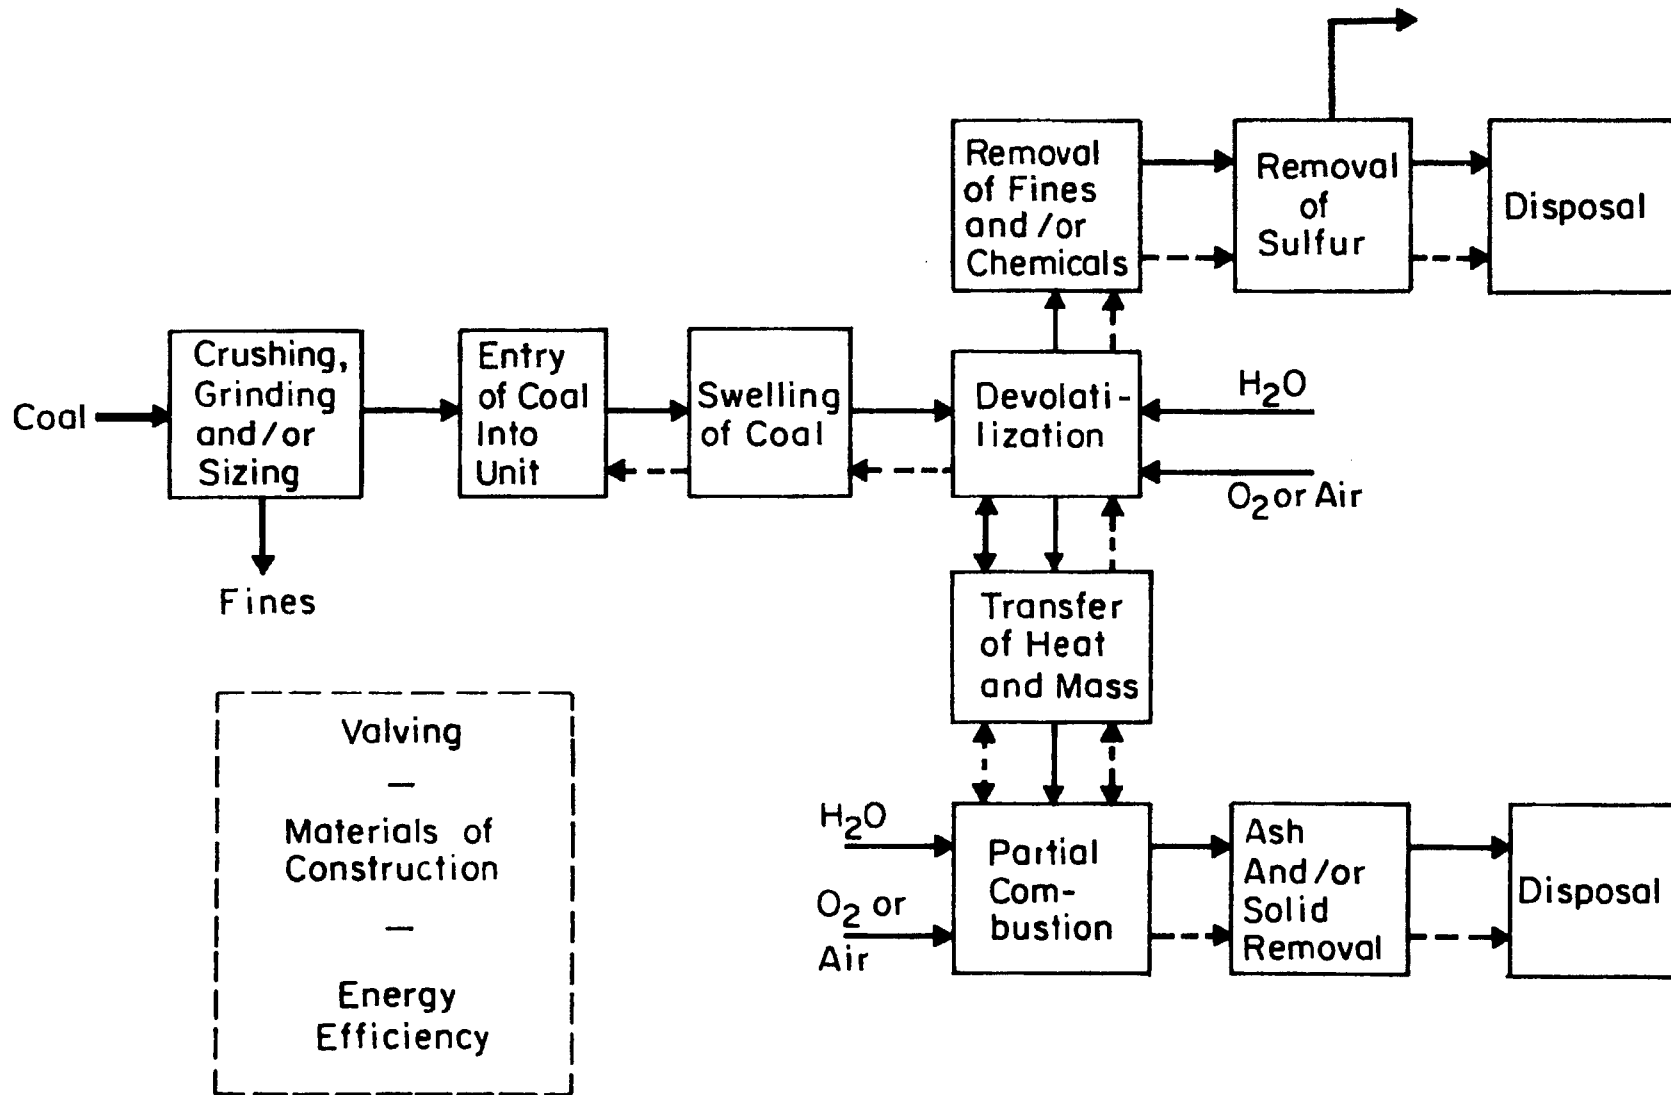 Removal
of Fines
and/or
Chemicals
Removal
of
Sulfur
Disposal
Coal
Crushing,
Grinding
and/or
Sizing
Entry
of Coal
Into
Unit
Swelling
of Coal
Devolati-
lization
H2O
O2 or Air
Fines
Transfer
of Heat
and Mass
Valving
—
Materials of
Construction
—
Energy
Efficiency
H2O
O2 or
Air
Partial
Com-
bustion
Ash
And/or
Solid
Removal
Disposal